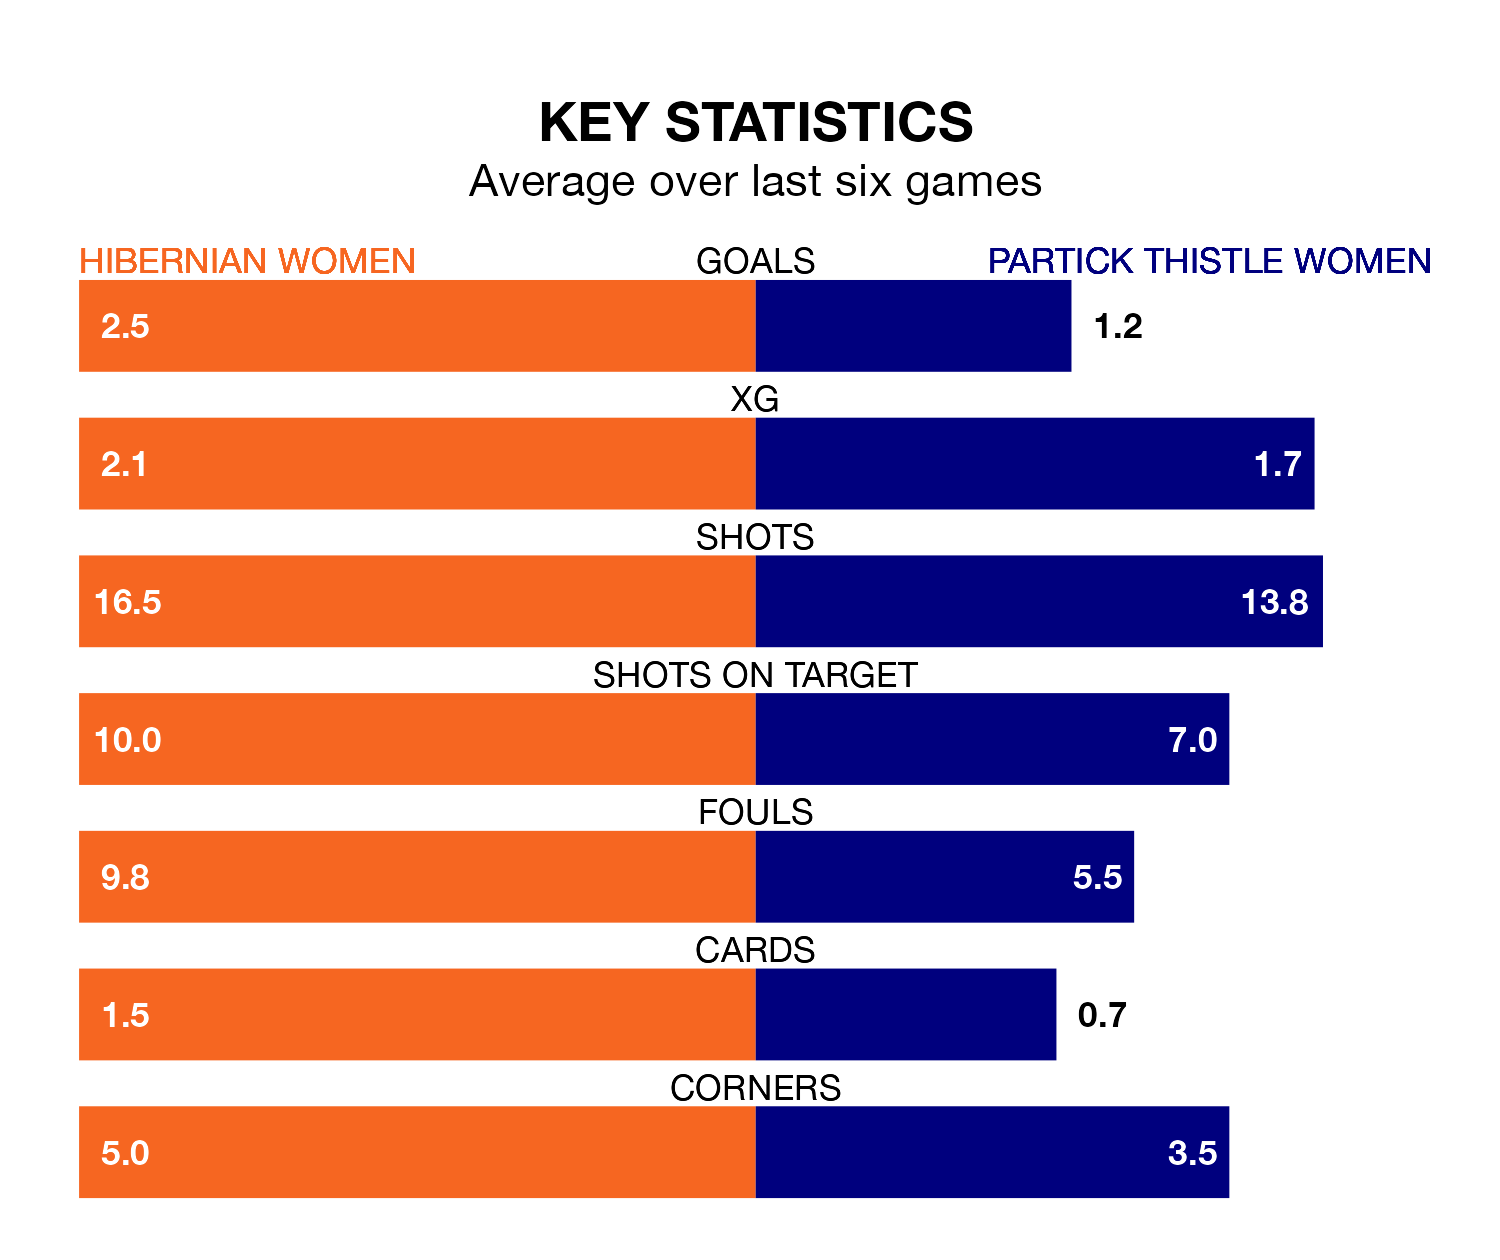 KEY STATISTICS
Average over last six games
HIBERNIAN WOMEN GOALS PARTICK THISTLE WOMEN
2.5 1.2
XG
2.1 1.7
SHOTS
16.5 13.8
SHOTS ON TARGET
10.0 7.0
FOULS
9.8 5.5
CARDS
1.5 0.7
CORNERS
5.0 3.5